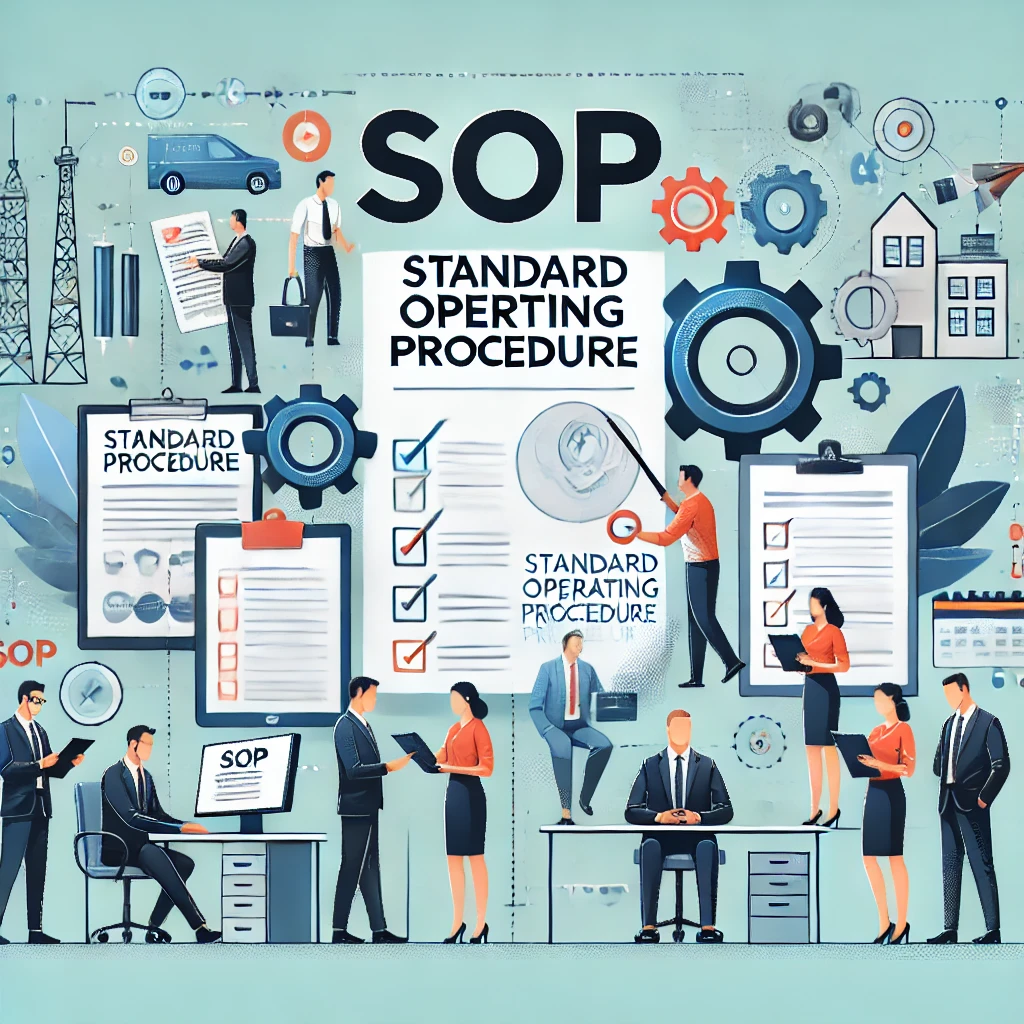 SOP
STANDARD
OPERTING
PROCEDURE
STANDARD
PROCEDURE
STANDARD
OPERATING
PROCEDURE
SOP
SOP